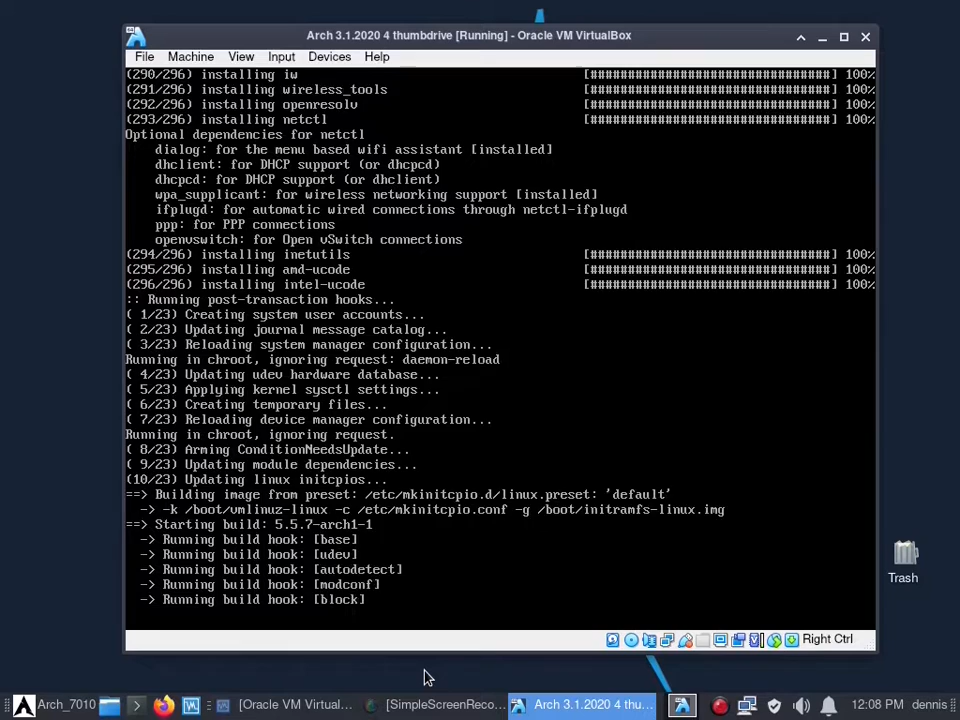 Arch 3.1.2020 4 thumbdrive [Running] - Oracle VM VirtualBox
File Machine View Input Devices Help
(290/296) installing iw [################################] 100%
(291/296) installing wireless_tools [################################] 100%
(292/296) installing openresolv [################################] 100%
(293/296) installing netctl [################################] 100%
Optional dependencies for netctl
dialog: for the menu based wifi assistant [installed]
dhclient: for DHCP support (or dhcpcd)
dhcpcd: for DHCP support (or dhclient)
wpa_supplicant: for wireless networking support [installed]
ifplugd: for automatic wired connections through netctl-ifplugd
ppp: for PPP connections
openvswitch: for Open vSwitch connections
(294/296) installing inetutils [################################] 100%
(295/296) installing amd-ucode [################################] 100%
(296/296) installing intel-ucode [################################] 100%
:: Running post-transaction hooks...
( 1/23) Creating system user accounts...
( 2/23) Updating journal message catalog...
( 3/23) Reloading system manager configuration...
Running in chroot, ignoring request: daemon-reload
( 4/23) Updating udev hardware database...
( 5/23) Applying kernel sysctl settings...
( 6/23) Creating temporary files...
( 7/23) Reloading device manager configuration...
Running in chroot, ignoring request.
( 8/23) Arming ConditionNeedsUpdate...
( 9/23) Updating module dependencies...
(10/23) Updating linux initcpios...
==> Building image from preset: /etc/mkinitcpio.d/linux.preset: 'default'
-> -k /boot/vmlinuz-linux -c /etc/mkinitcpio.conf -g /boot/initramfs-linux.img
==> Starting build: 5.5.7-arch1-1
-> Running build hook: [base]
-> Running build hook: [udev]
-> Running build hook: [autodetect]
-> Running build hook: [modconf]
-> Running build hook: [block]
Trash
Right Ctrl
Arch_7010 [Oracle VM Virtual... [SimpleScreenReco... Arch 3.1.2020 4 thu... 12:08 PM dennis